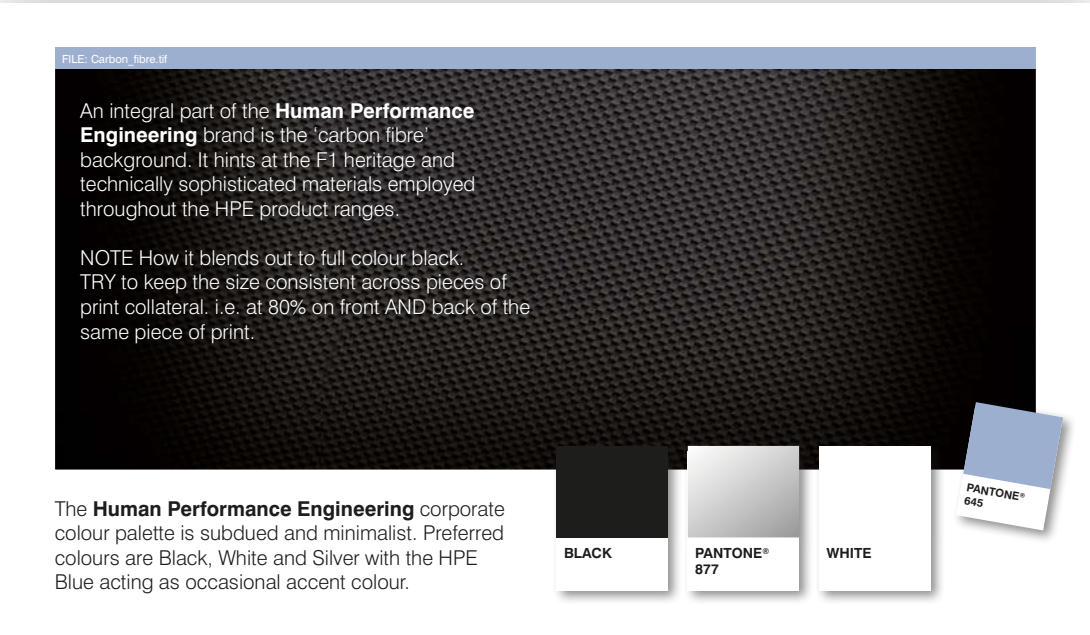 FILE: Carbon_fibre.tif
An integral part of the Human Performance
Engineering brand is the ‘carbon fibre’
background. It hints at the F1 heritage and
technically sophisticated materials employed
throughout the HPE product ranges.
NOTE How it blends out to full colour black.
TRY to keep the size consistent across pieces of
print collateral. i.e. at 80% on front AND back of the
same piece of print.
The Human Performance Engineering corporate
colour palette is subdued and minimalist. Preferred
colours are Black, White and Silver with the HPE
Blue acting as occasional accent colour.
BLACK
PANTONE®
877
WHITE
PANTONE®
645